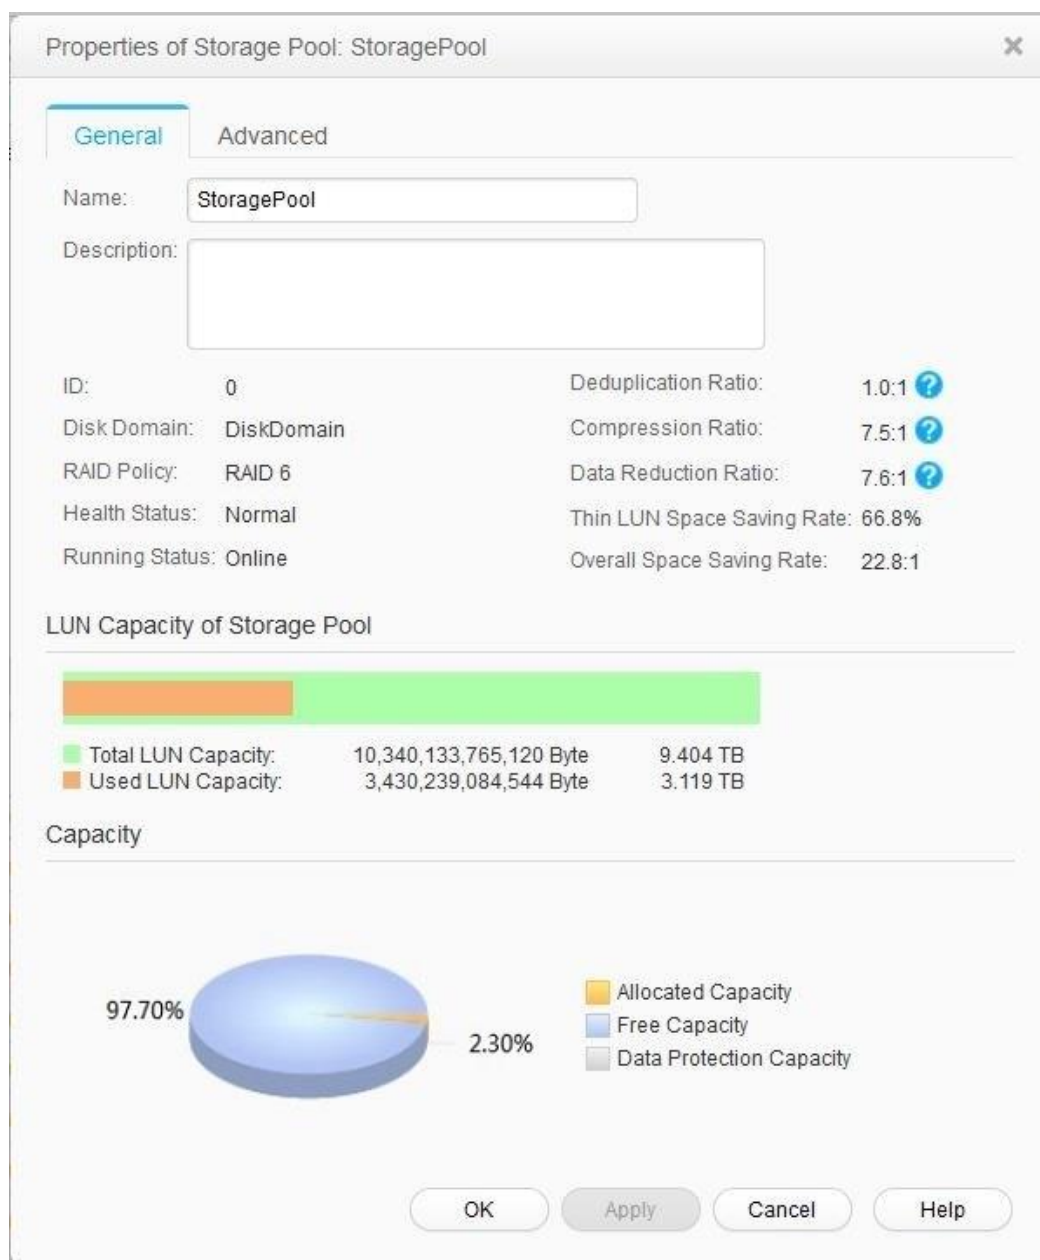 Properties of Storage Pool: StoragePool
General Advanced
Name: StoragePool
Description:
ID: 0 Deduplication Ratio: 1.0:1 ?
Disk Domain: DiskDomain Compression Ratio: 7.5:1 ?
RAID Policy: RAID 6 Data Reduction Ratio: 7.6:1 ?
Health Status: Normal Thin LUN Space Saving Rate: 66.8%
Running Status: Online Overall Space Saving Rate: 22.8:1
LUN Capacity of Storage Pool
Total LUN Capacity: 10,340,133,765,120 Byte 9.404 TB
Used LUN Capacity: 3,430,239,084,544 Byte 3.119 TB
Capacity
97.70%
2.30%
Allocated Capacity
Free Capacity
Data Protection Capacity
OK Apply Cancel Help